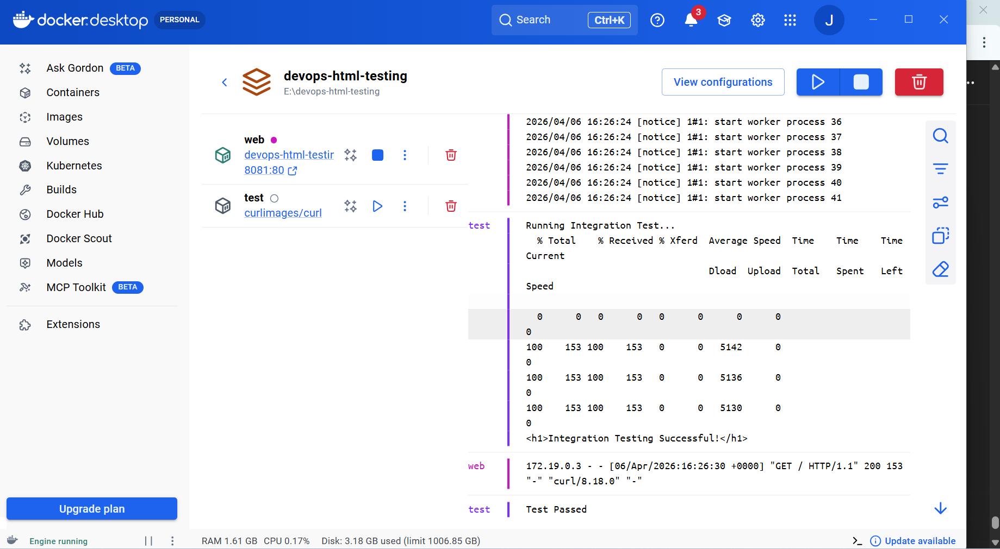 docker desktop PERSONAL
Search Ctrl+K
3
J
Ask Gordon BETA
Containers
Images
Volumes
Kubernetes
Builds
Docker Hub
Docker Scout
Models
MCP Toolkit BETA
Extensions
Upgrade plan
devops-html-testing
E:\devops-html-testing
View configurations
web
devops-html-testir
8081:80
test
curlimages/curl
2026/04/06 16:26:24 [notice] 1#1: start worker process 36
2026/04/06 16:26:24 [notice] 1#1: start worker process 37
2026/04/06 16:26:24 [notice] 1#1: start worker process 38
2026/04/06 16:26:24 [notice] 1#1: start worker process 39
2026/04/06 16:26:24 [notice] 1#1: start worker process 40
2026/04/06 16:26:24 [notice] 1#1: start worker process 41
test Running Integration Test...
% Total % Received % Xferd Average Speed Time Time Time
Current
Dload Upload Total Spent Left
Speed
0 0 0 0 0 0 0 0
0
100 153 100 153 0 0 5142 0
0
100 153 100 153 0 0 5136 0
0
100 153 100 153 0 0 5130 0
0
<h1>Integration Testing Successful!</h1>
web 172.19.0.3 - - [06/Apr/2026:16:26:30 +0000] "GET / HTTP/1.1" 200 153
"-" "curl/8.18.0" "-"
test Test Passed
Engine running
RAM 1.61 GB CPU 0.17% Disk: 3.18 GB used (limit 1006.85 GB)
Update available